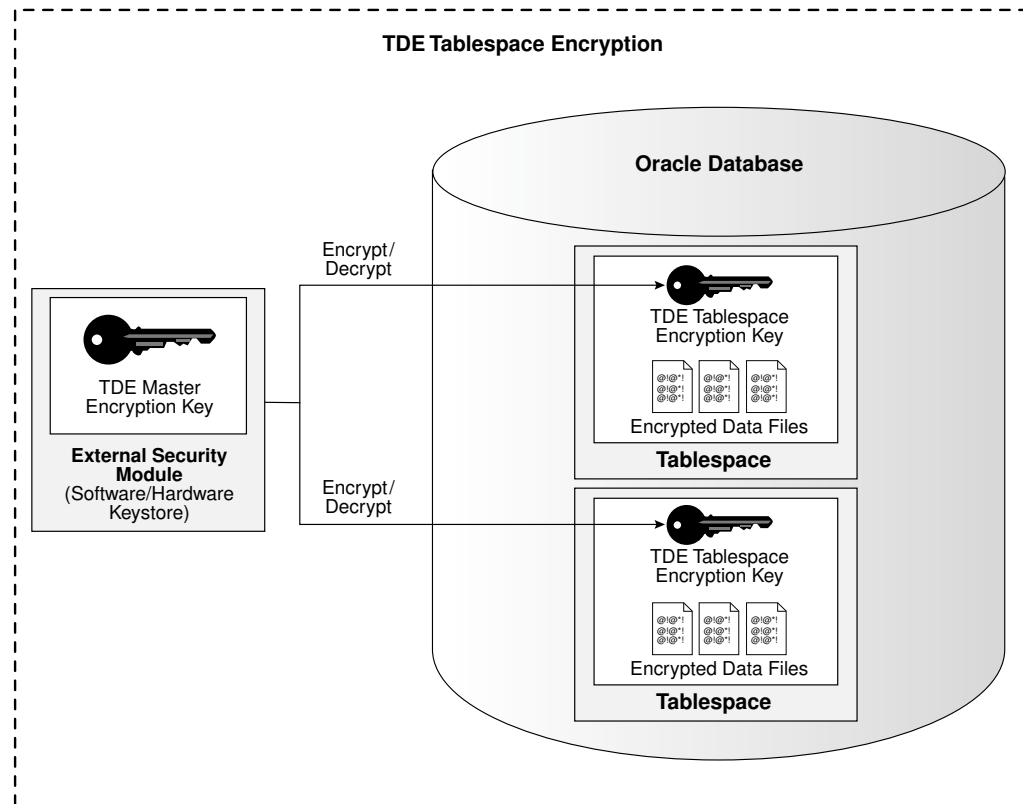 TDE Tablespace Encryption
Oracle Database
Encrypt/
Decrypt
TDE Tablespace
Encryption Key
@!@*!
@!@*!
@!@*!
@!@*!
@!@*!
@!@*!
@!@*!
@!@*!
@!@*!
Encrypted Data Files
Tablespace
TDE Master
Encryption Key
External Security
Module
(Software/Hardware
Keystore)
Encrypt/
Decrypt
TDE Tablespace
Encryption Key
@!@*!
@!@*!
@!@*!
@!@*!
@!@*!
@!@*!
@!@*!
@!@*!
@!@*!
Encrypted Data Files
Tablespace